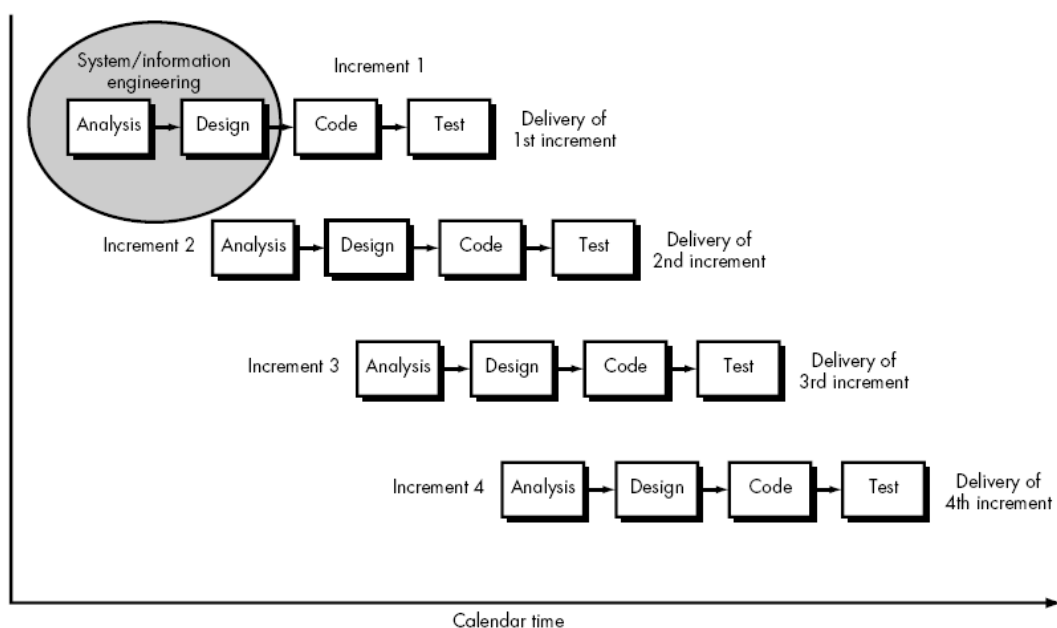 System/information
engineering
Increment 1
Analysis
Design
Code
Test
Delivery of
1st increment
Increment 2
Analysis
Design
Code
Test
Delivery of
2nd increment
Increment 3
Analysis
Design
Code
Test
Delivery of
3rd increment
Increment 4
Analysis
Design
Code
Test
Delivery of
4th increment
Calendar time